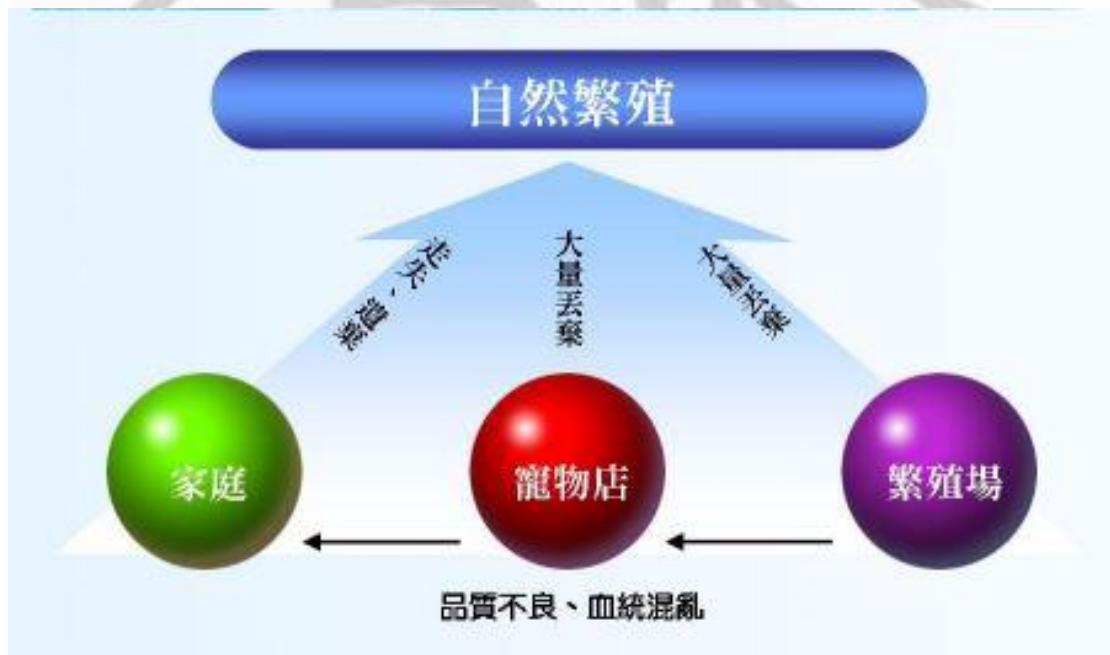 自然繁殖
走失、遺棄
大量丟棄
大量丟棄
家庭
寵物店
繁殖場
品質不良、血統混亂